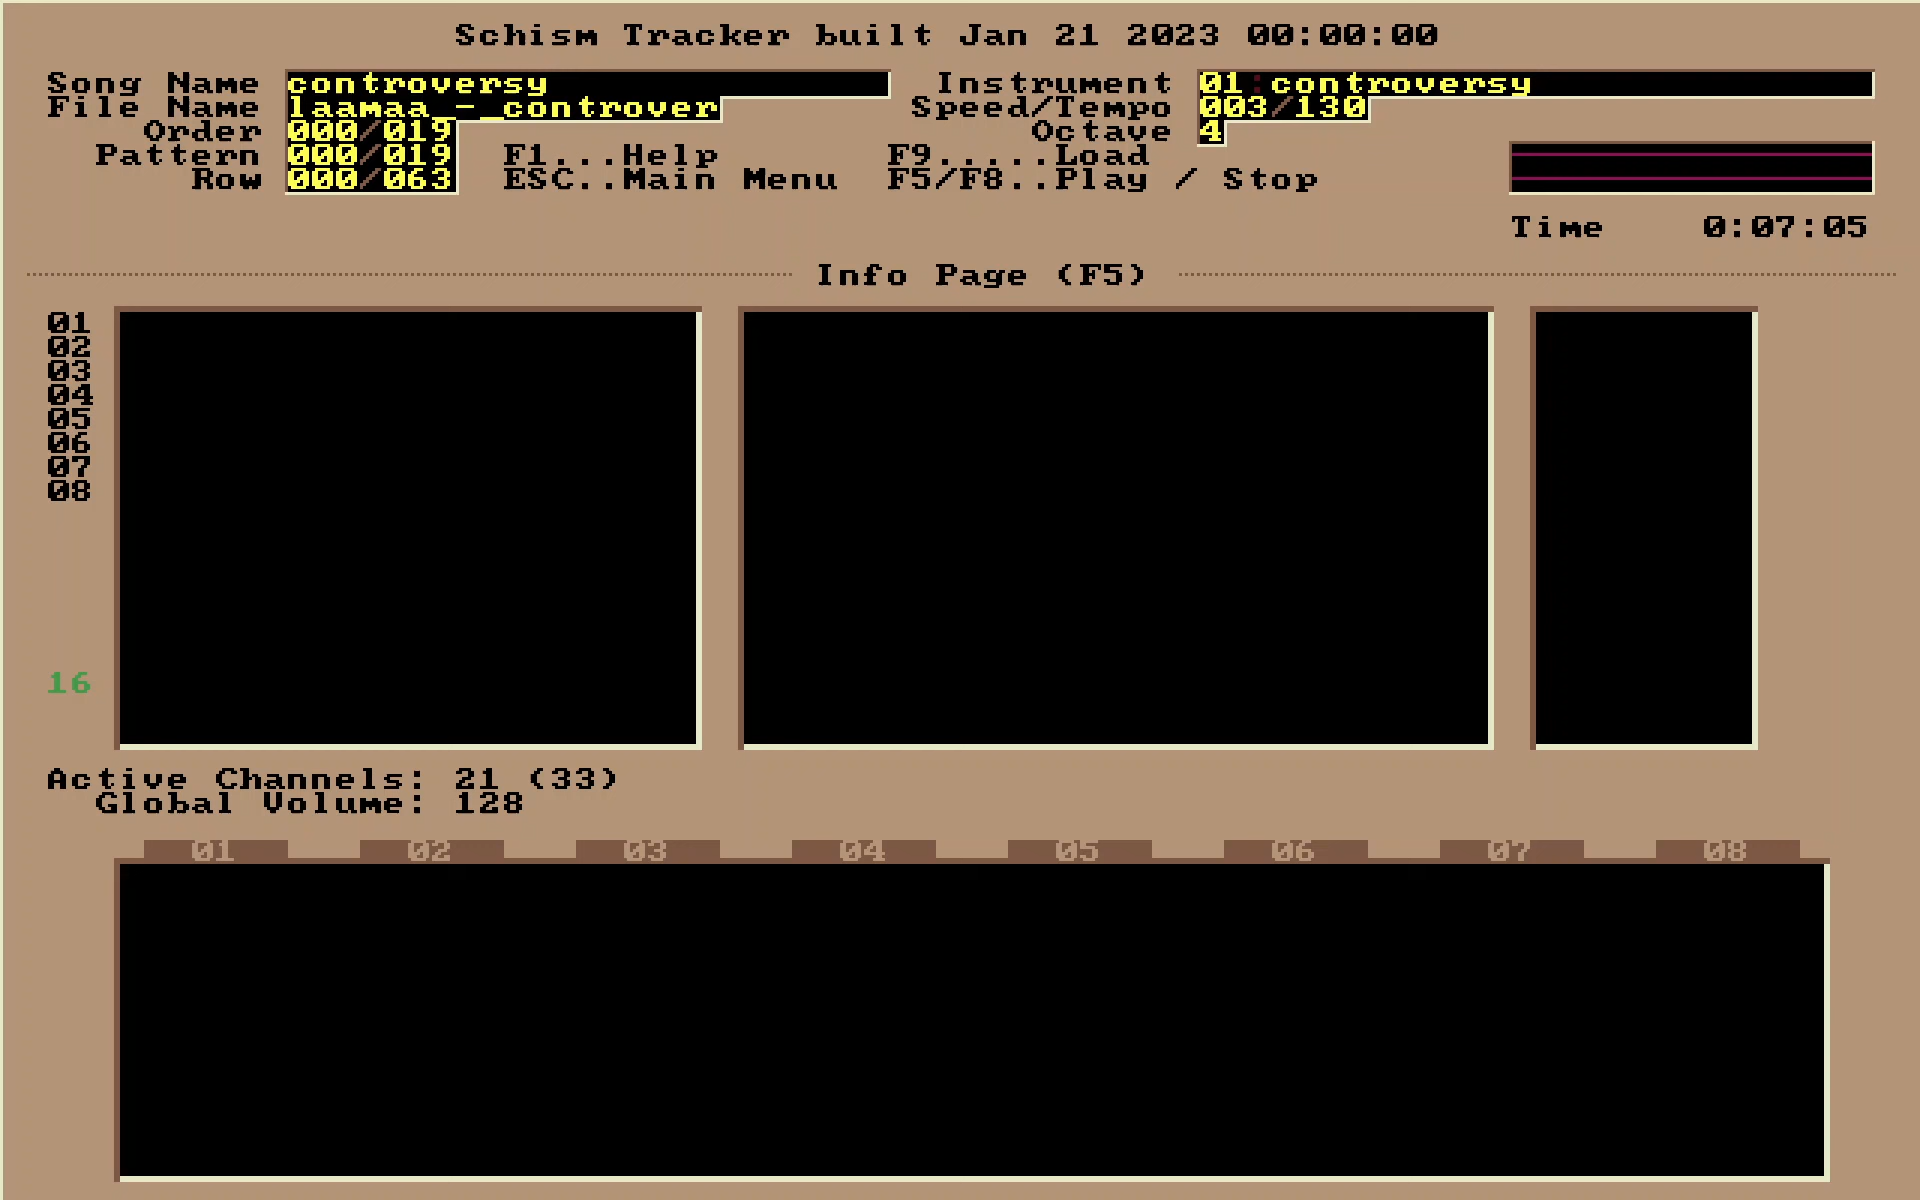 Schism Tracker built Jan 21 2023 00:00:00
Song Name controversy Instrument 01:controversy
File Name laamaa_-_controver Speed/Tempo 003/130
Order 000/019 Octave 4
Pattern 000/019 F1...Help F9.....Load
Row 000/063 ESC..Main Menu F5/F8..Play / Stop
Time 0:07:05
Info Page (F5)
01
02
03
04
05
06
07
08
16
Active Channels: 21 (33)
Global Volume: 128
01 02 03 04 05 06 07 08